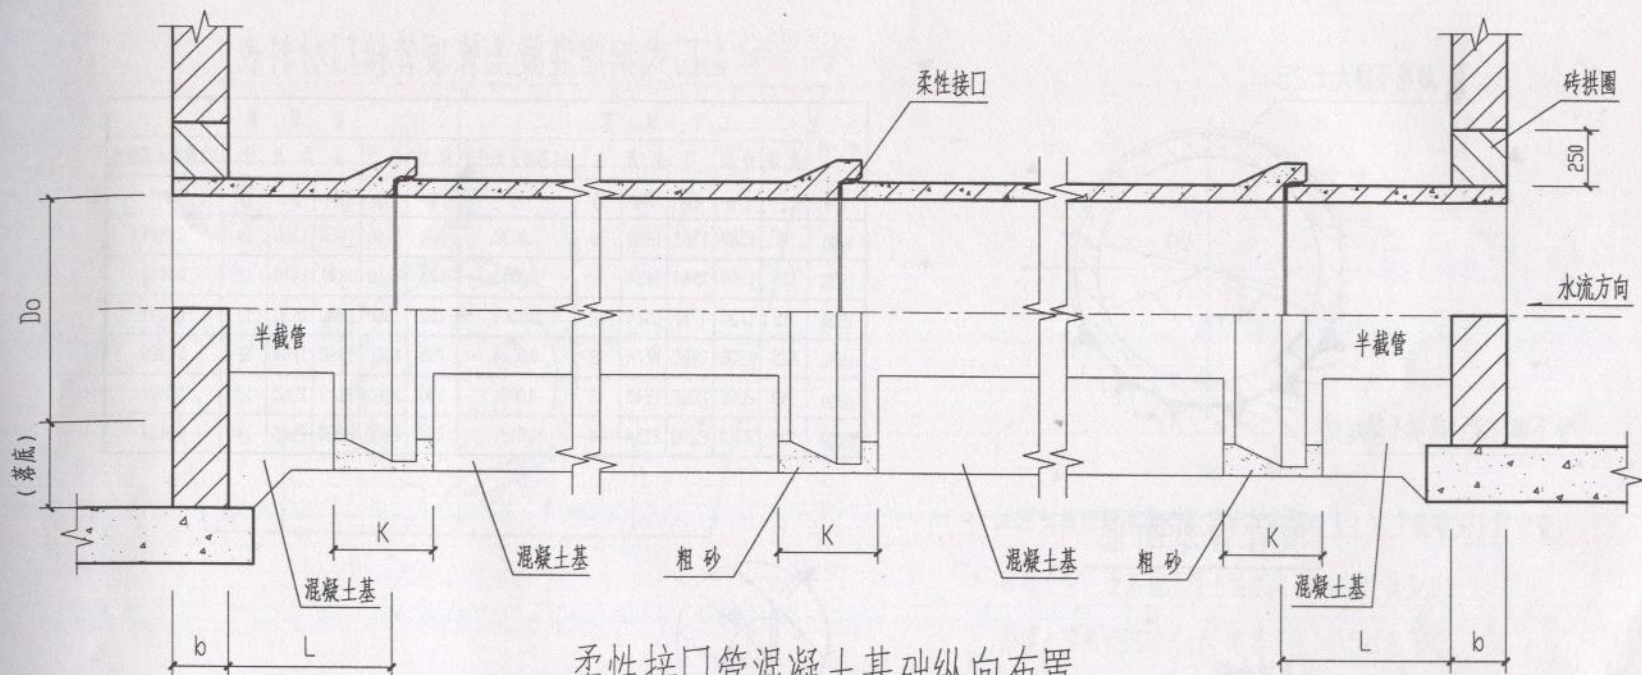 柔性接口
砖拱圈
250
水流方向
Do
半截管
半截管
(落底)
K
K
K
混凝土基
粗砂
混凝土基
粗砂
混凝土基
混凝土基
b
L
L
b
柔性接口管混凝土基础纵向布置